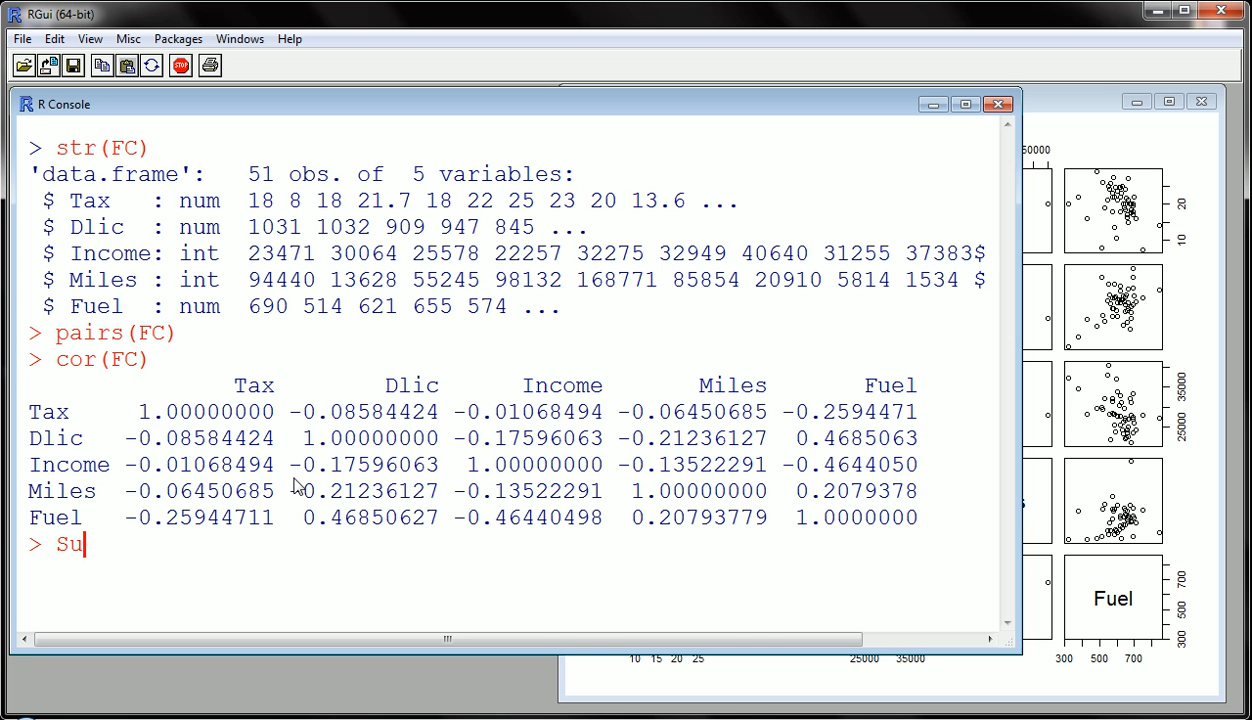 RGui (64-bit)
File Edit View Misc Packages Windows Help
STOP
R Console
> str(FC)
'data.frame':   51 obs. of  5 variables:
 $ Tax   : num  18 8 18 21.7 18 22 25 23 20 13.6 ...
 $ Dlic  : num  1031 1032 909 947 845 ...
 $ Income: int  23471 30064 25578 22257 32275 32949 40640 31255 37383$
 $ Miles : int  94440 13628 55245 98132 168771 85854 20910 5814 1534 $
 $ Fuel  : num  690 514 621 655 574 ...
> pairs(FC)
> cor(FC)
               Tax        Dlic      Income       Miles       Fuel
Tax     1.00000000 -0.08584424 -0.01068494 -0.06450685 -0.2594471
Dlic   -0.08584424  1.00000000 -0.17596063 -0.21236127  0.4685063
Income -0.01068494 -0.17596063  1.00000000 -0.13522291 -0.4644050
Miles  -0.06450685 -0.21236127 -0.13522291  1.00000000  0.2079378
Fuel   -0.25944711  0.46850627 -0.46440498  0.20793779  1.0000000
> Su
50000
20
10
35000
25000
Fuel
700
500
300
10 15 20 25
25000 35000
300 500 700